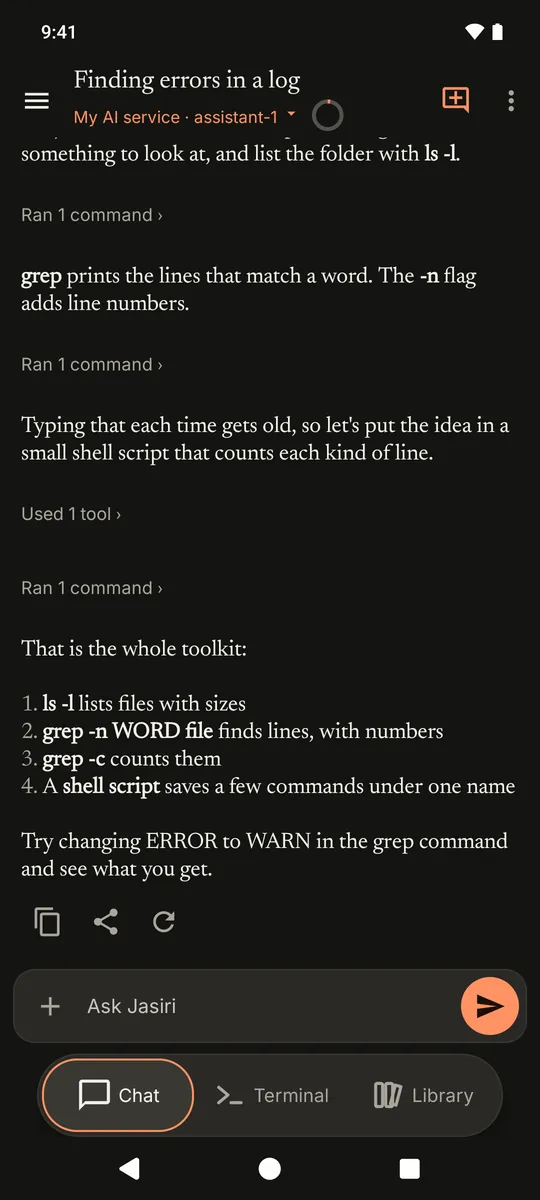 9:41
Finding errors in a log
My AI service · assistant-1
something to look at, and list the folder with ls -l.
Ran 1 command ›
grep prints the lines that match a word. The -n flag
adds line numbers.
Ran 1 command ›
Typing that each time gets old, so let's put the idea in a
small shell script that counts each kind of line.
Used 1 tool ›
Ran 1 command ›
That is the whole toolkit:
1. ls -l lists files with sizes
2. grep -n WORD file finds lines, with numbers
3. grep -c counts them
4. A shell script saves a few commands under one name
Try changing ERROR to WARN in the grep command
and see what you get.
Ask Jasiri
Chat
Terminal
Library